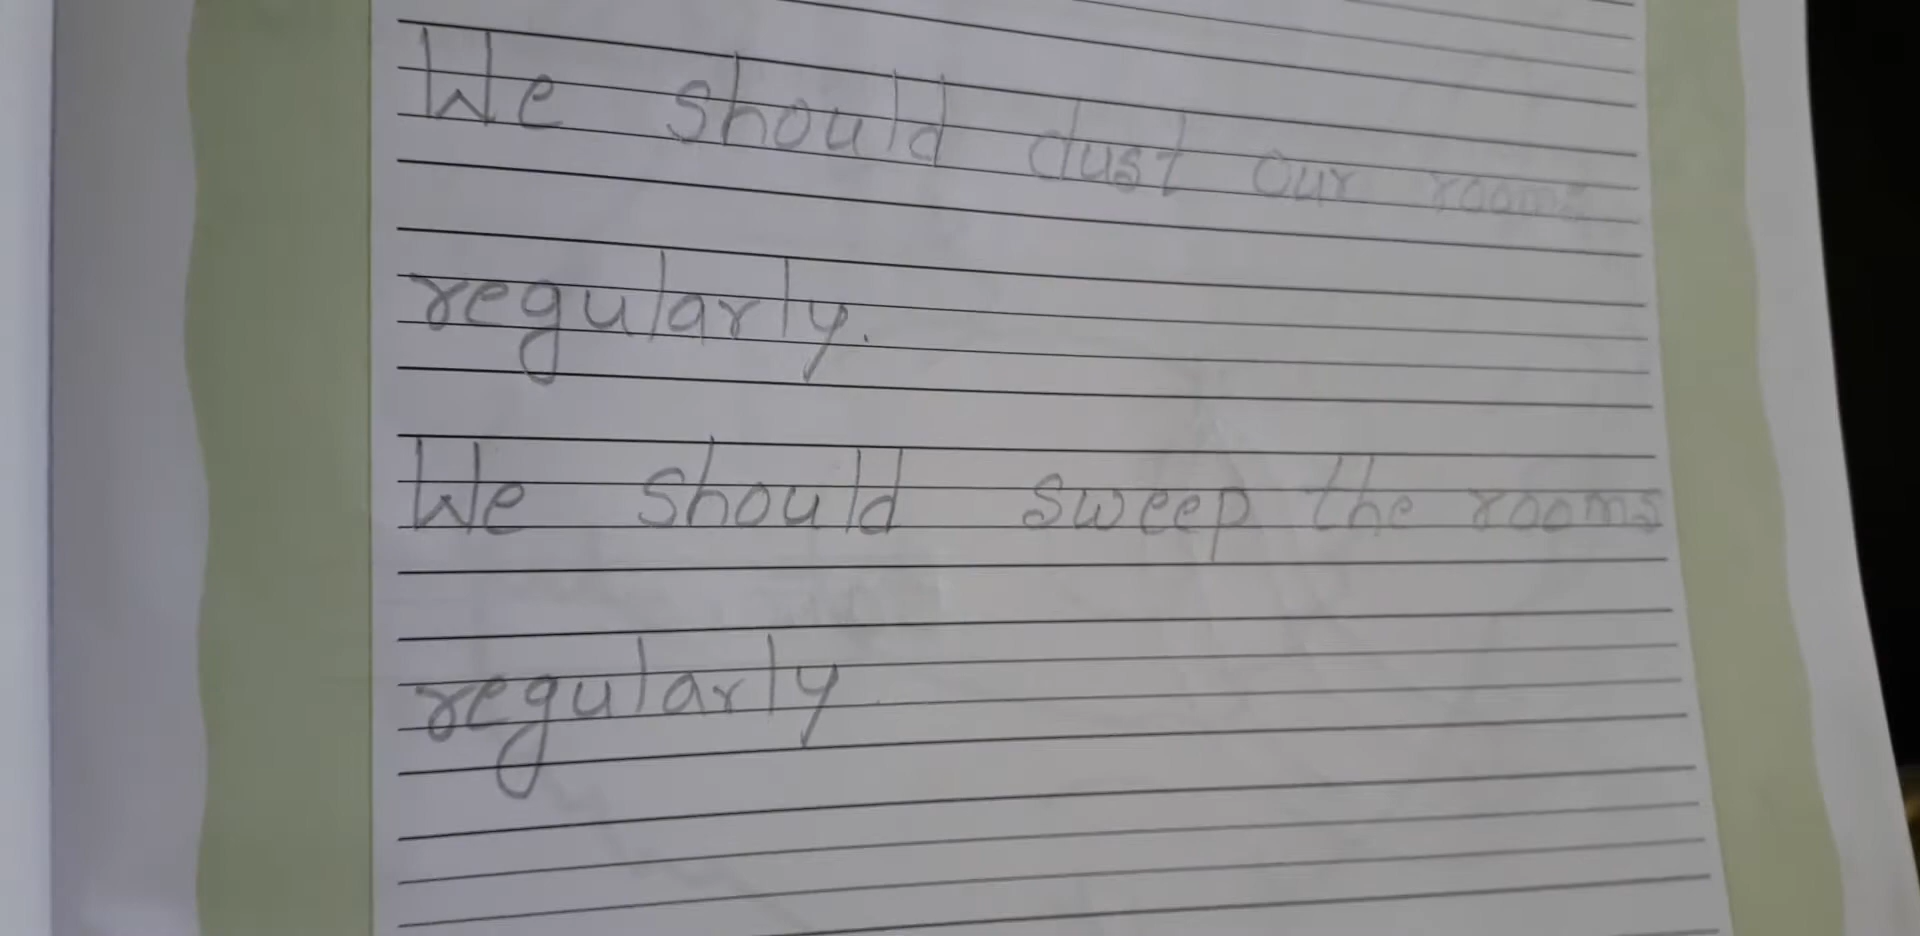 We should dust our rooms
regularly.
We should sweep the rooms
regularly.